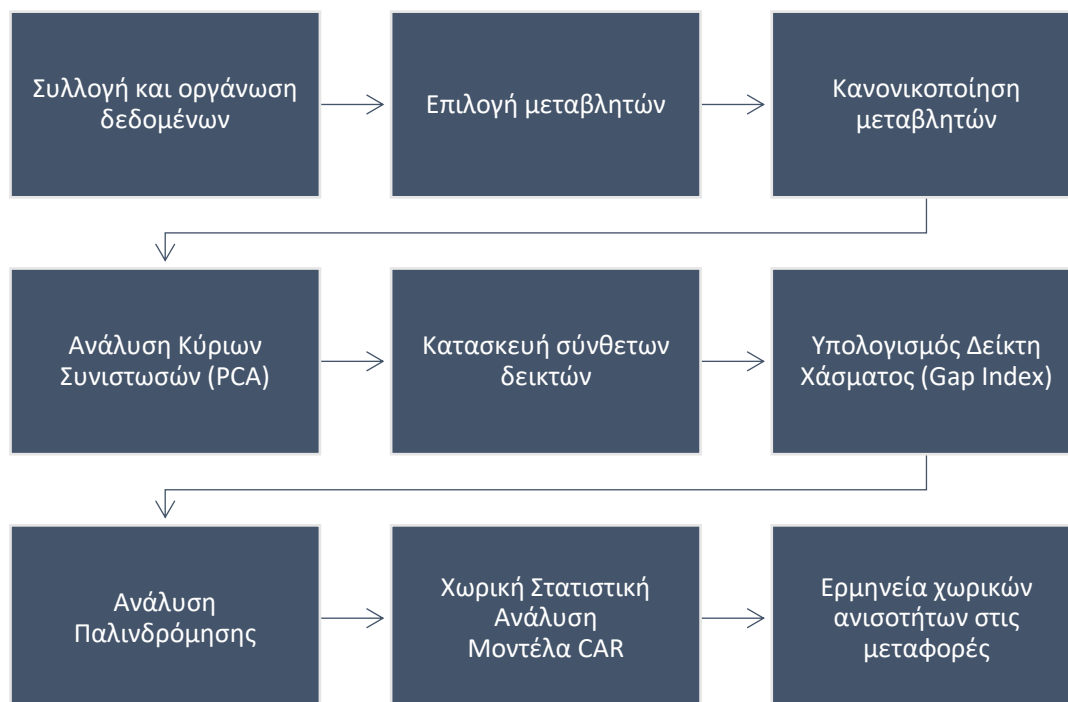 Συλλογή και οργάνωση
δεδομένων
Επιλογή μεταβλητών
Κανονικοποίηση
μεταβλητών
Ανάλυση Κύριων
Συνιστωσών (PCA)
Κατασκευή σύνθετων
δεικτών
Υπολογισμός Δείκτη
Χάσματος (Gap Index)
Ανάλυση
Παλινδρόμησης
Χωρική Στατιστική
Ανάλυση
Μοντέλα CAR
Ερμηνεία χωρικών
ανισοτήτων στις
μεταφορές